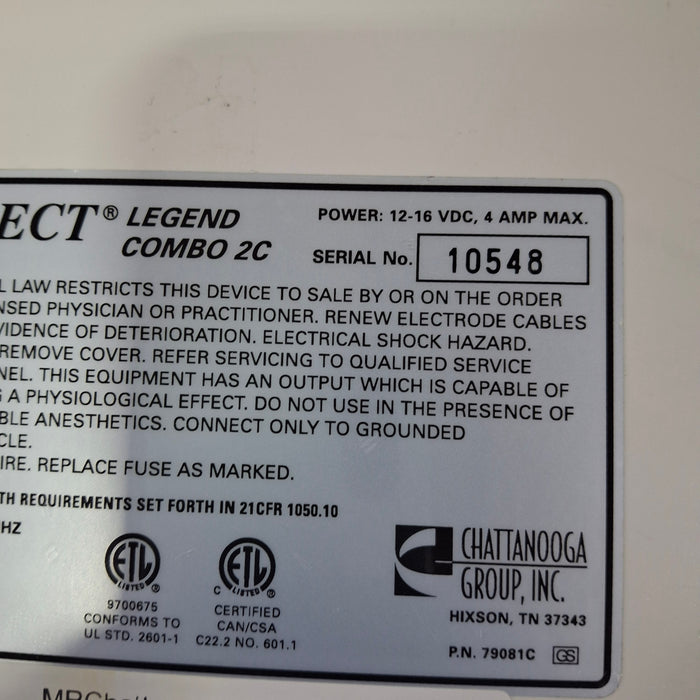 ECT® LEGEND
COMBO 2C
POWER: 12-16 VDC, 4 AMP MAX.
SERIAL No. 10548
L LAW RESTRICTS THIS DEVICE TO SALE BY OR ON THE ORDER
NSED PHYSICIAN OR PRACTITIONER. RENEW ELECTRODE CABLES
VIDENCE OF DETERIORATION. ELECTRICAL SHOCK HAZARD.
REMOVE COVER. REFER SERVICING TO QUALIFIED SERVICE
NEL. THIS EQUIPMENT HAS AN OUTPUT WHICH IS CAPABLE OF
G A PHYSIOLOGICAL EFFECT. DO NOT USE IN THE PRESENCE OF
BLE ANESTHETICS. CONNECT ONLY TO GROUNDED
CLE.
IRE. REPLACE FUSE AS MARKED.
TH REQUIREMENTS SET FORTH IN 21CFR 1050.10
HZ
ETL
LISTED ®
9700675
CONFORMS TO
UL STD. 2601-1
ETL
C LISTED ®
CERTIFIED
CAN/CSA
C22.2 NO. 601.1
CHATTANOOGA
GROUP, INC.
HIXSON, TN 37343
P.N. 79081C GS